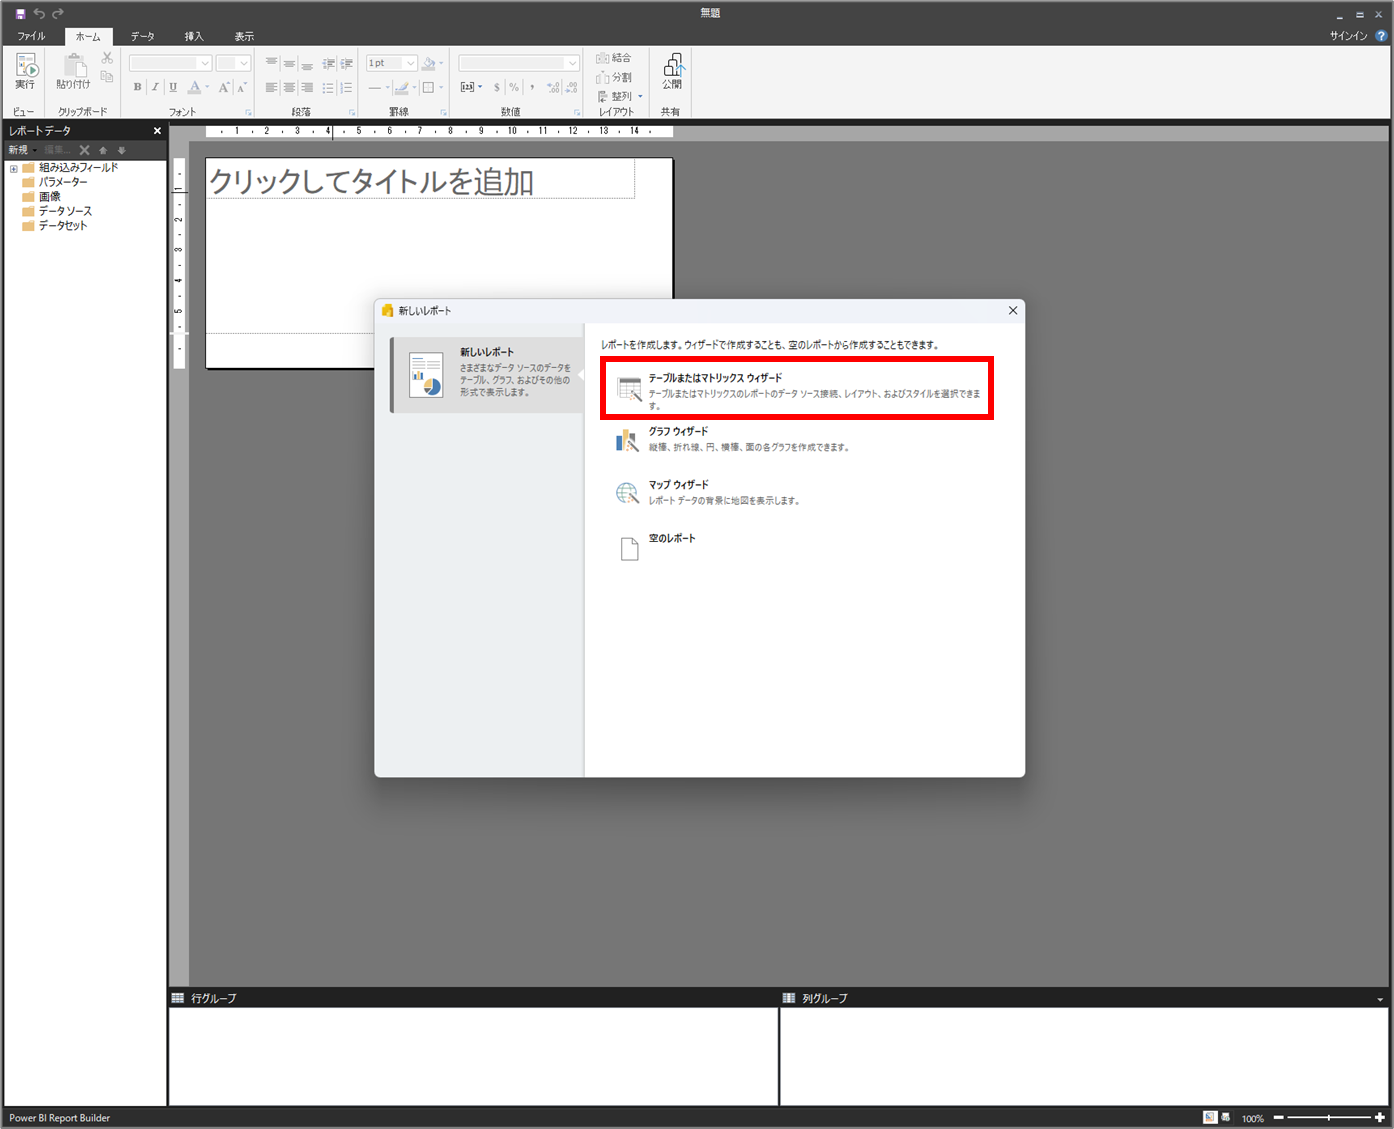 無題
ファイル ホーム データ 挿入 表示 サインイン
実行 貼り付け 1 pt 結合
B I U A A A $ % 分割
整列 公開
ビュー クリップボード フォント 段落 罫線 数値 レイアウト 共有
レポート データ
新規 編集...
組み込みフィールド
パラメーター
画像
データ ソース
データセット
1 2 3 4 5 6 7 8 9 10 11 12 13 14
1
2
3
4
5
クリックしてタイトルを追加
新しいレポート
新しいレポート
さまざまなデータ ソースのデータを
テーブル、グラフ、およびその他の
形式で表示します。
レポートを作成します。ウィザードで作成することも、空のレポートから作成することもできます。
テーブルまたはマトリックス ウィザード
テーブルまたはマトリックスのレポートのデータ ソース接続、レイアウト、およびスタイルを選択できま
す。
グラフ ウィザード
縦棒、折れ線、円、横棒、面の各グラフを作成できます。
マップ ウィザード
レポート データの背景に地図を表示します。
空のレポート
行グループ
列グループ
Power BI Report Builder
100%